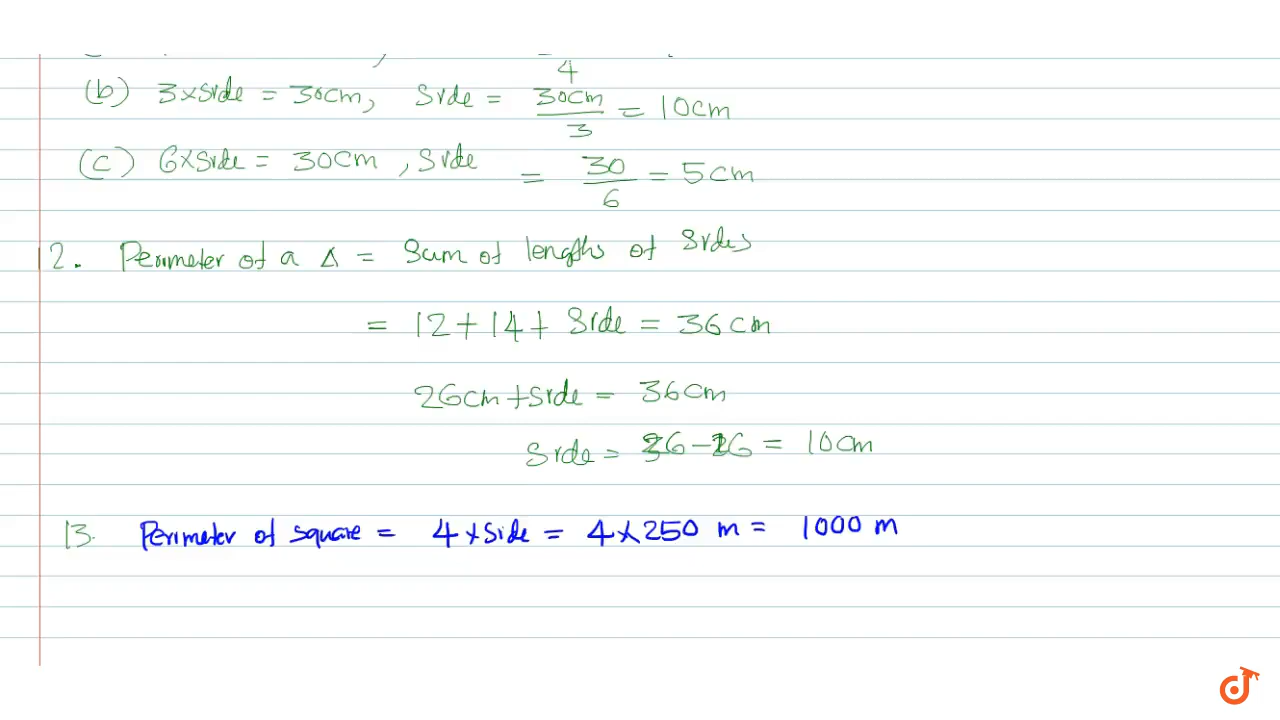 4
(b) 3×side = 30cm, side = 30cm/3 = 10cm
(c) 6×side = 30cm, side = 30/6 = 5cm
12. Perimeter of a Δ = Sum of lengths of sides
= 12+14+ side = 36cm
26cm+side = 36cm
side = 36-26 = 10cm
13. Perimeter of square = 4×side = 4×250 m = 1000 m